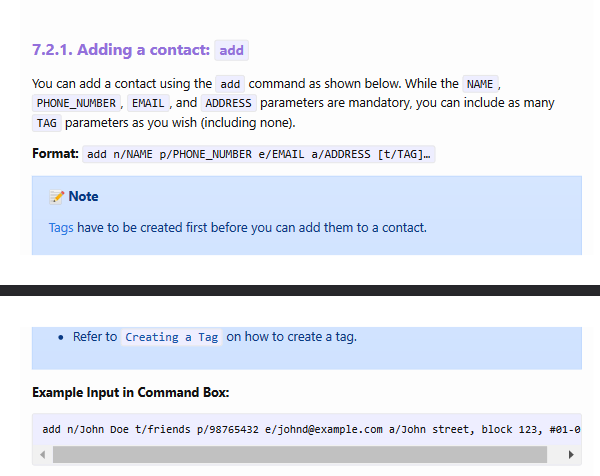 7.2.1. Adding a contact: add
You can add a contact using the add command as shown below. While the NAME,
PHONE_NUMBER, EMAIL, and ADDRESS parameters are mandatory, you can include as many
TAG parameters as you wish (including none).
Format: add n/NAME p/PHONE_NUMBER e/EMAIL a/ADDRESS [t/TAG]…
📝 Note
Tags have to be created first before you can add them to a contact.
• Refer to Creating a Tag on how to create a tag.
Example Input in Command Box:
add n/John Doe t/friends p/98765432 e/johnd@example.com a/John street, block 123, #01-0